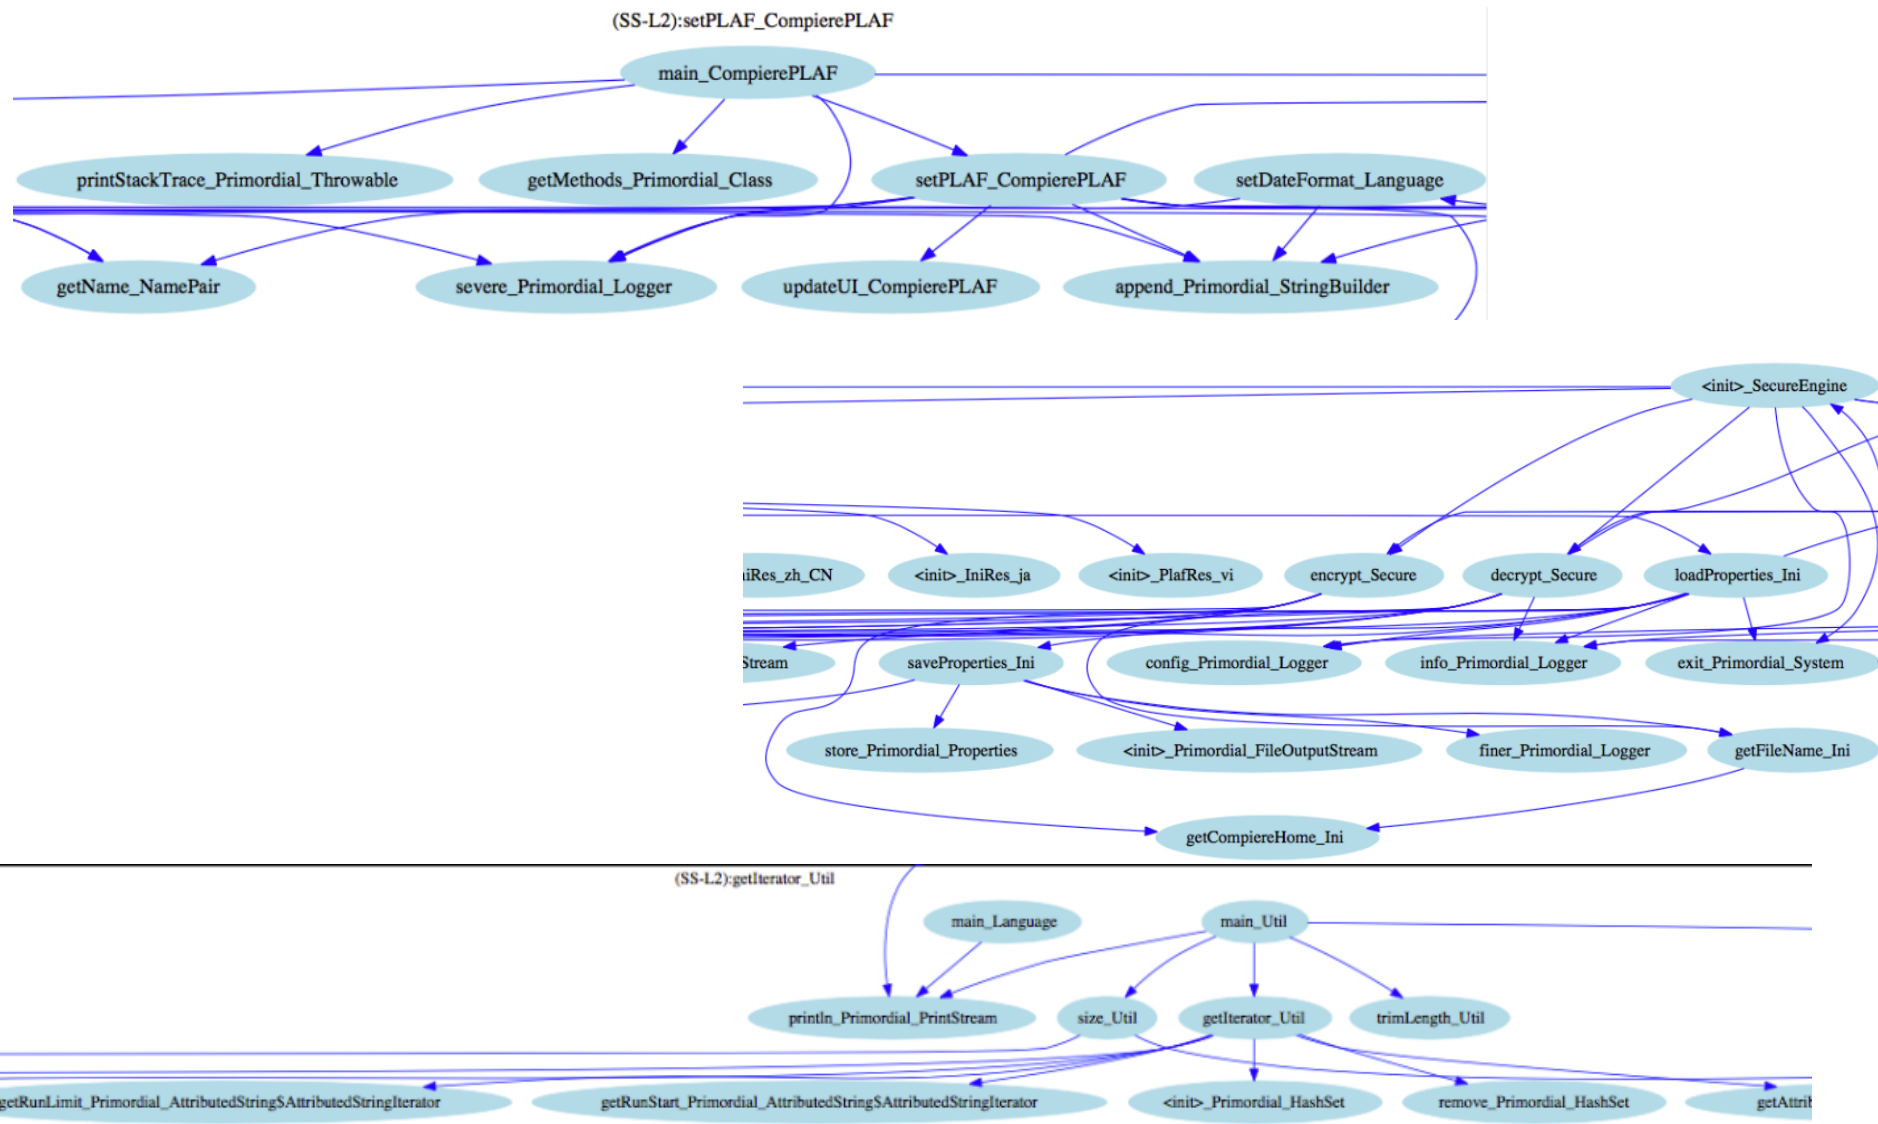 (SS-L2):setPLAF_CompierePLAF
main_CompierePLAF
printStackTrace_Primordial_Throwable getMethods_Primordial_Class setPLAF_CompierePLAF setDateFormat_Language
getName_NamePair severe_Primordial_Logger updateUI_CompierePLAF append_Primordial_StringBuilder
<init>_SecureEngine
iRes_zh_CN <init>_IniRes_ja <init>_PlafRes_vi encrypt_Secure decrypt_Secure loadProperties_Ini
Stream saveProperties_Ini config_Primordial_Logger info_Primordial_Logger exit_Primordial_System
store_Primordial_Properties <init>_Primordial_FileOutputStream finer_Primordial_Logger getFileName_Ini
getCompiereHome_Ini
(SS-L2):getIterator_Util
main_Language main_Util
println_Primordial_PrintStream size_Util getIterator_Util trimLength_Util
getRunLimit_Primordial_AttributedString$AttributedStringIterator getRunStart_Primordial_AttributedString$AttributedStringIterator <init>_Primordial_HashSet remove_Primordial_HashSet getAttrib